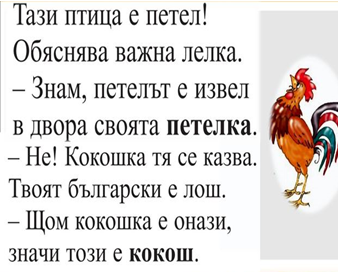 Тази птица е петел!
Обяснява важна лелка.
– Знам, петелът е извел
в двора своята петелка.
– Не! Кокошка тя се казва.
Твоят български е лош.
– Щом кокошка е онази,
значи този е кокош.